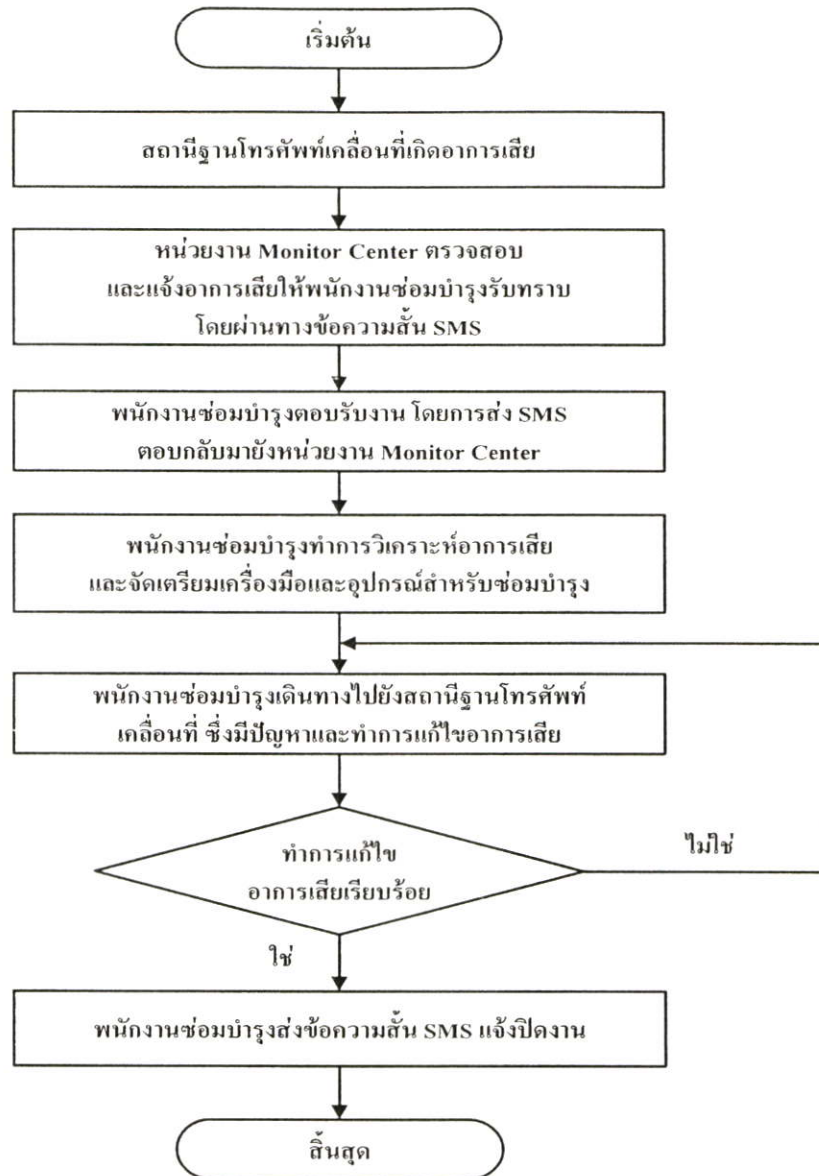 เริ่มต้น
สถานีฐานโทรศัพท์เคลื่อนที่เกิดอาการเสีย
หน่วยงาน Monitor Center ตรวจสอบ
และแจ้งอาการเสียให้พนักงานซ่อมบำรุงรับทราบ
โดยผ่านทางข้อความสั้น SMS
พนักงานซ่อมบำรุงตอบรับงาน โดยการส่ง SMS
ตอบกลับมายังหน่วยงาน Monitor Center
พนักงานซ่อมบำรุงทำการวิเคราะห์อาการเสีย
และจัดเตรียมเครื่องมือและอุปกรณ์สำหรับซ่อมบำรุง
พนักงานซ่อมบำรุงเดินทางไปยังสถานีฐานโทรศัพท์
เคลื่อนที่ ซึ่งมีปัญหาและทำการแก้ไขอาการเสีย
ทำการแก้ไข
อาการเสียเรียบร้อย
ไม่ใช่
ใช่
พนักงานซ่อมบำรุงส่งข้อความสั้น SMS แจ้งปิดงาน
สิ้นสุด